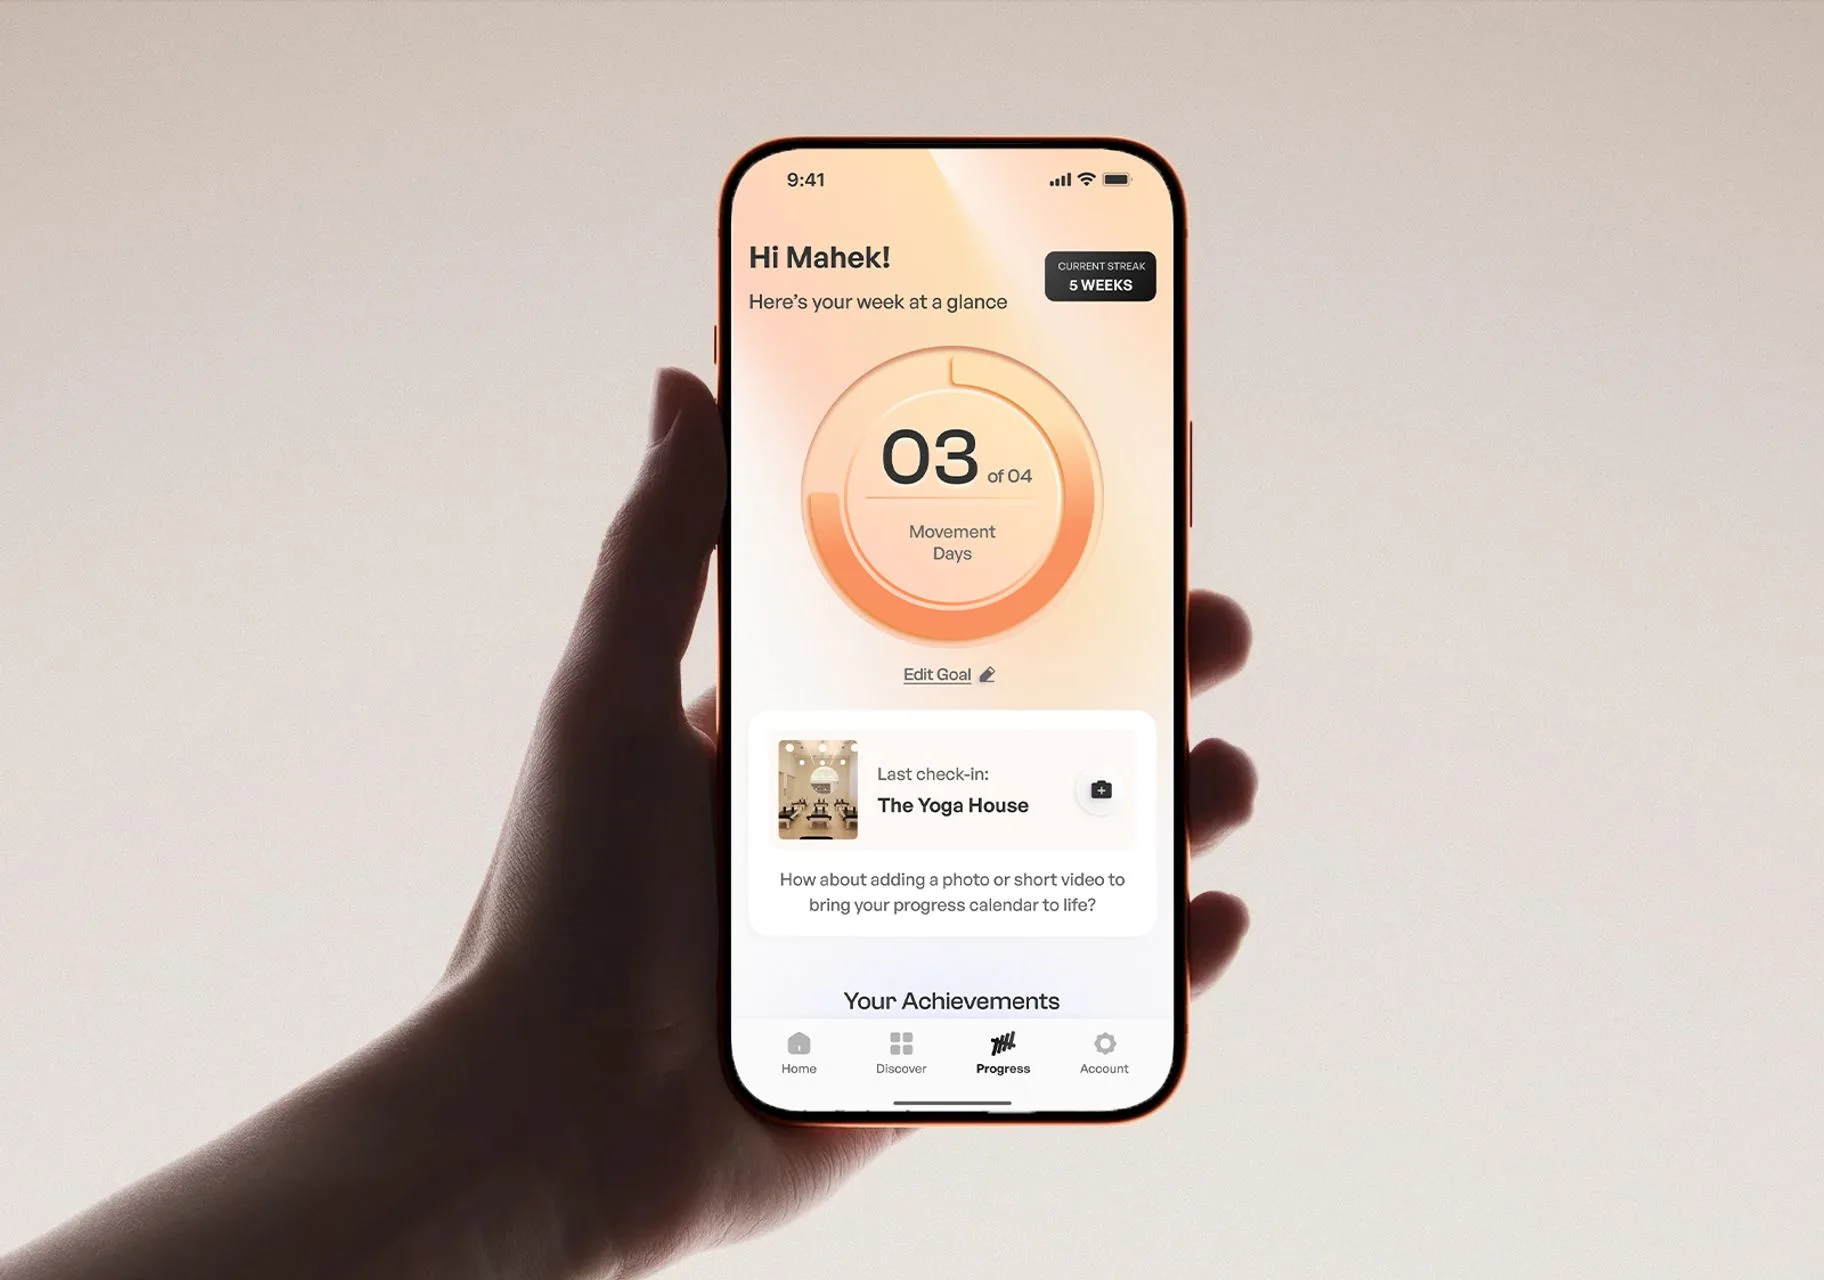 9:41
Hi Mahek!
Here’s your week at a glance
CURRENT STREAK
5 WEEKS
03 of 04
Movement
Days
Edit Goal
Last check-in:
The Yoga House
How about adding a photo or short video to
bring your progress calendar to life?
Your Achievements
Home
Discover
Progress
Account